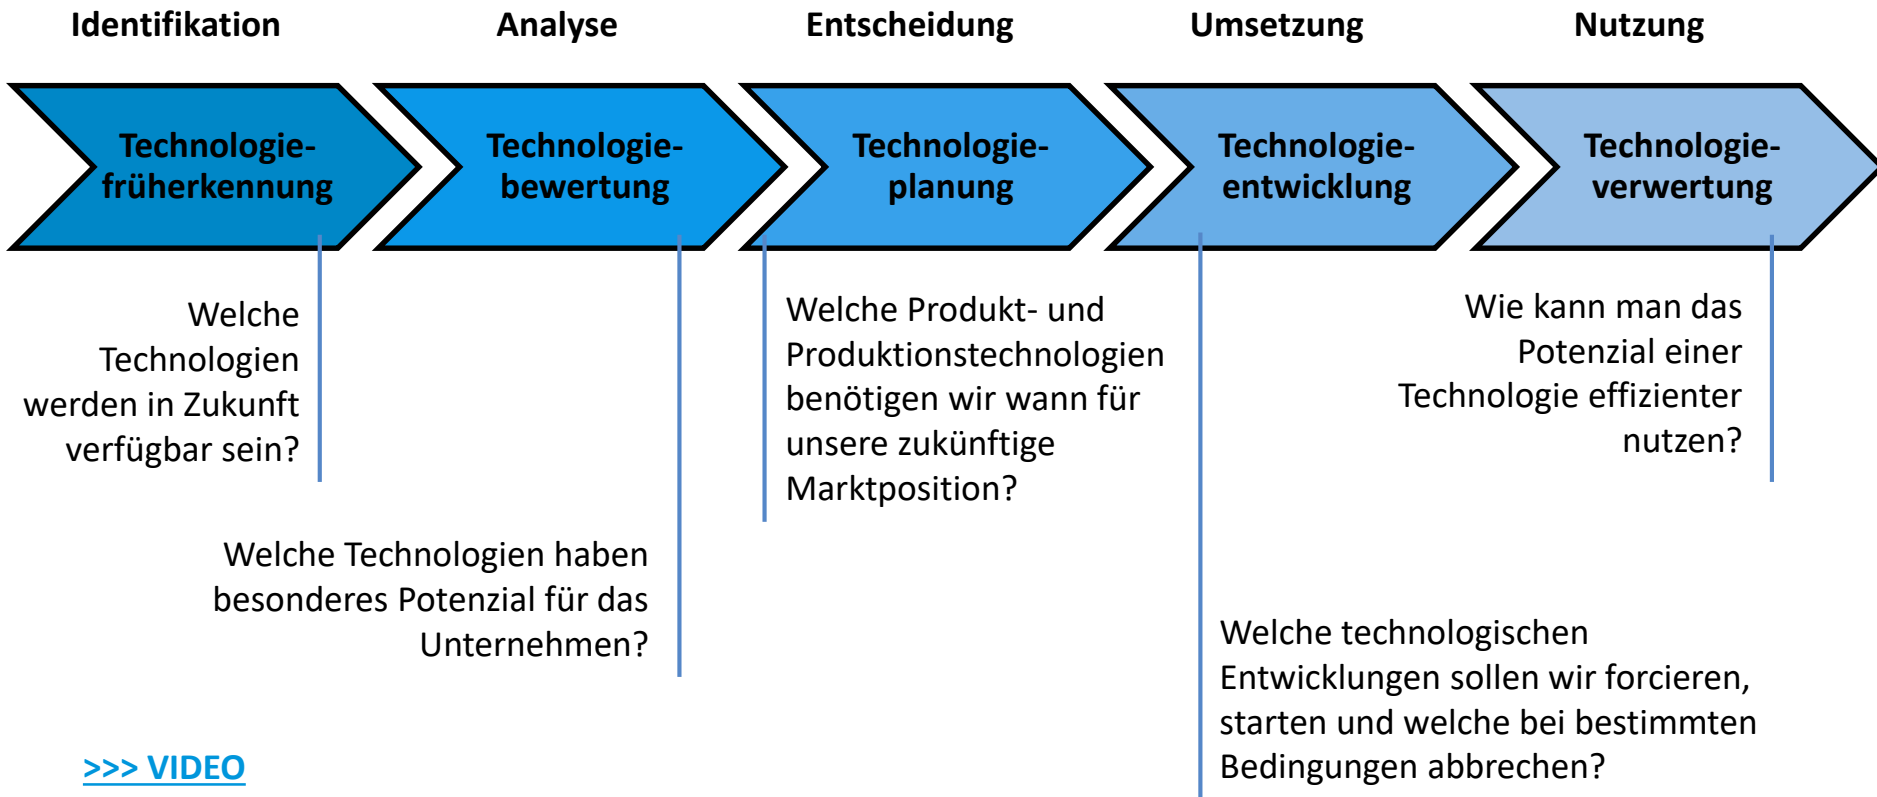 Identifikation
Analyse
Entscheidung
Umsetzung
Nutzung
Technologie-
früherkennung
Technologie-
bewertung
Technologie-
planung
Technologie-
entwicklung
Technologie-
verwertung
Welche
Technologien
werden in Zukunft
verfügbar sein?
Welche Technologien haben
besonderes Potenzial für das
Unternehmen?
Welche Produkt- und
Produktionstechnologien
benötigen wir wann für
unsere zukünftige
Marktposition?
Welche technologischen
Entwicklungen sollen wir forcieren,
starten und welche bei bestimmten
Bedingungen abbrechen?
Wie kann man das
Potenzial einer
Technologie effizienter
nutzen?
>>> VIDEO